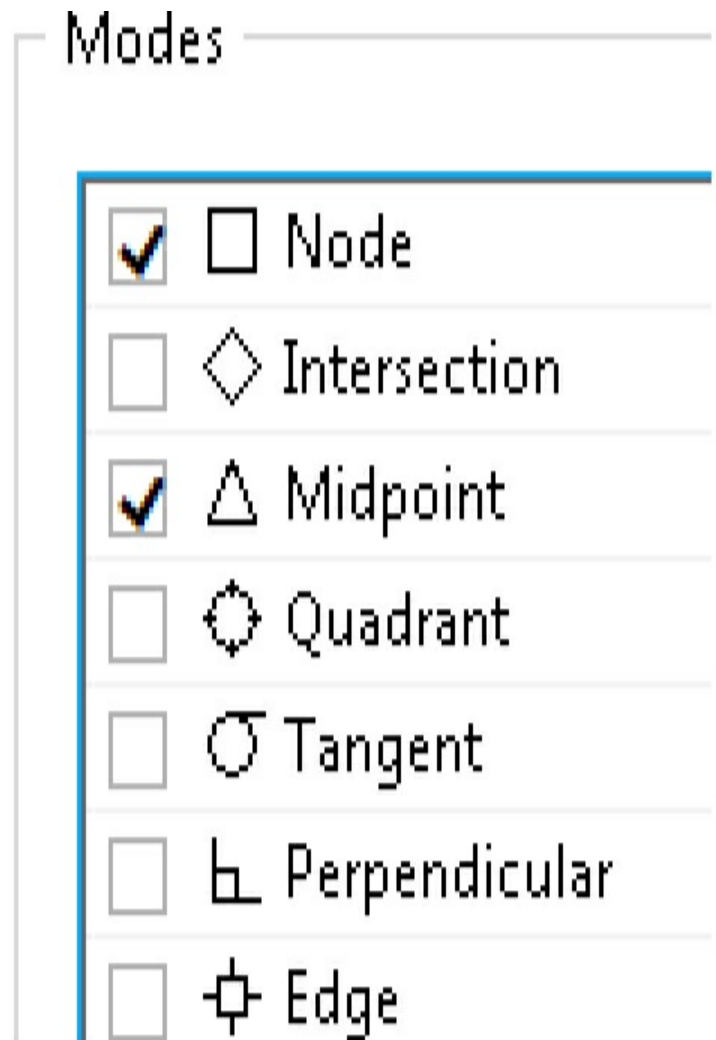 Modes
Node
Intersection
Midpoint
Quadrant
Tangent
Perpendicular
Edge